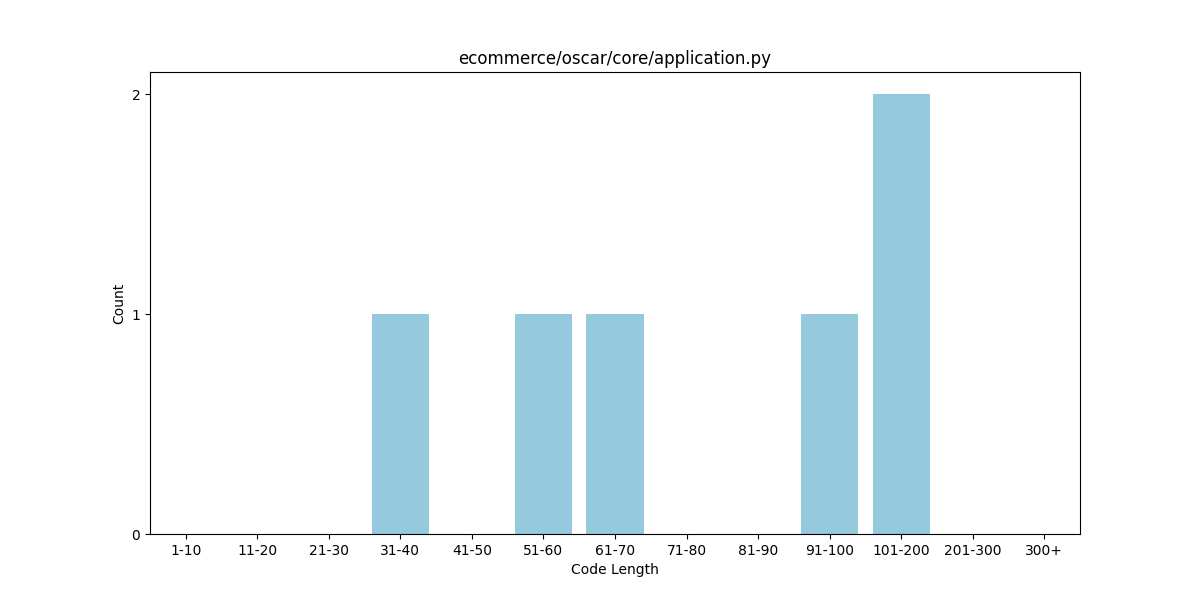 ecommerce/oscar/core/application.py
2
1
0
Count
1-10 11-20 21-30 31-40 41-50 51-60 61-70 71-80 81-90 91-100 101-200 201-300 300+
Code Length